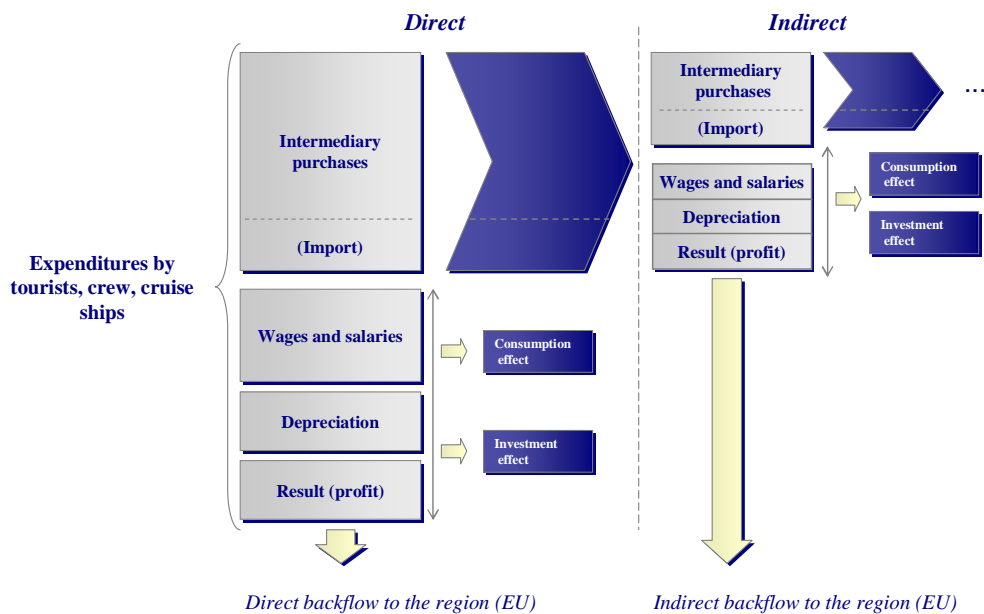 Direct
Indirect
Intermediary
purchases
(Import)
Expenditures by
tourists, crew, cruise
ships
Wages and salaries
Depreciation
Result (profit)
Consumption
effect
Investment
effect
Intermediary
purchases
(Import)
...
Wages and salaries
Depreciation
Result (profit)
Consumption
effect
Investment
effect
Direct backflow to the region (EU)
Indirect backflow to the region (EU)